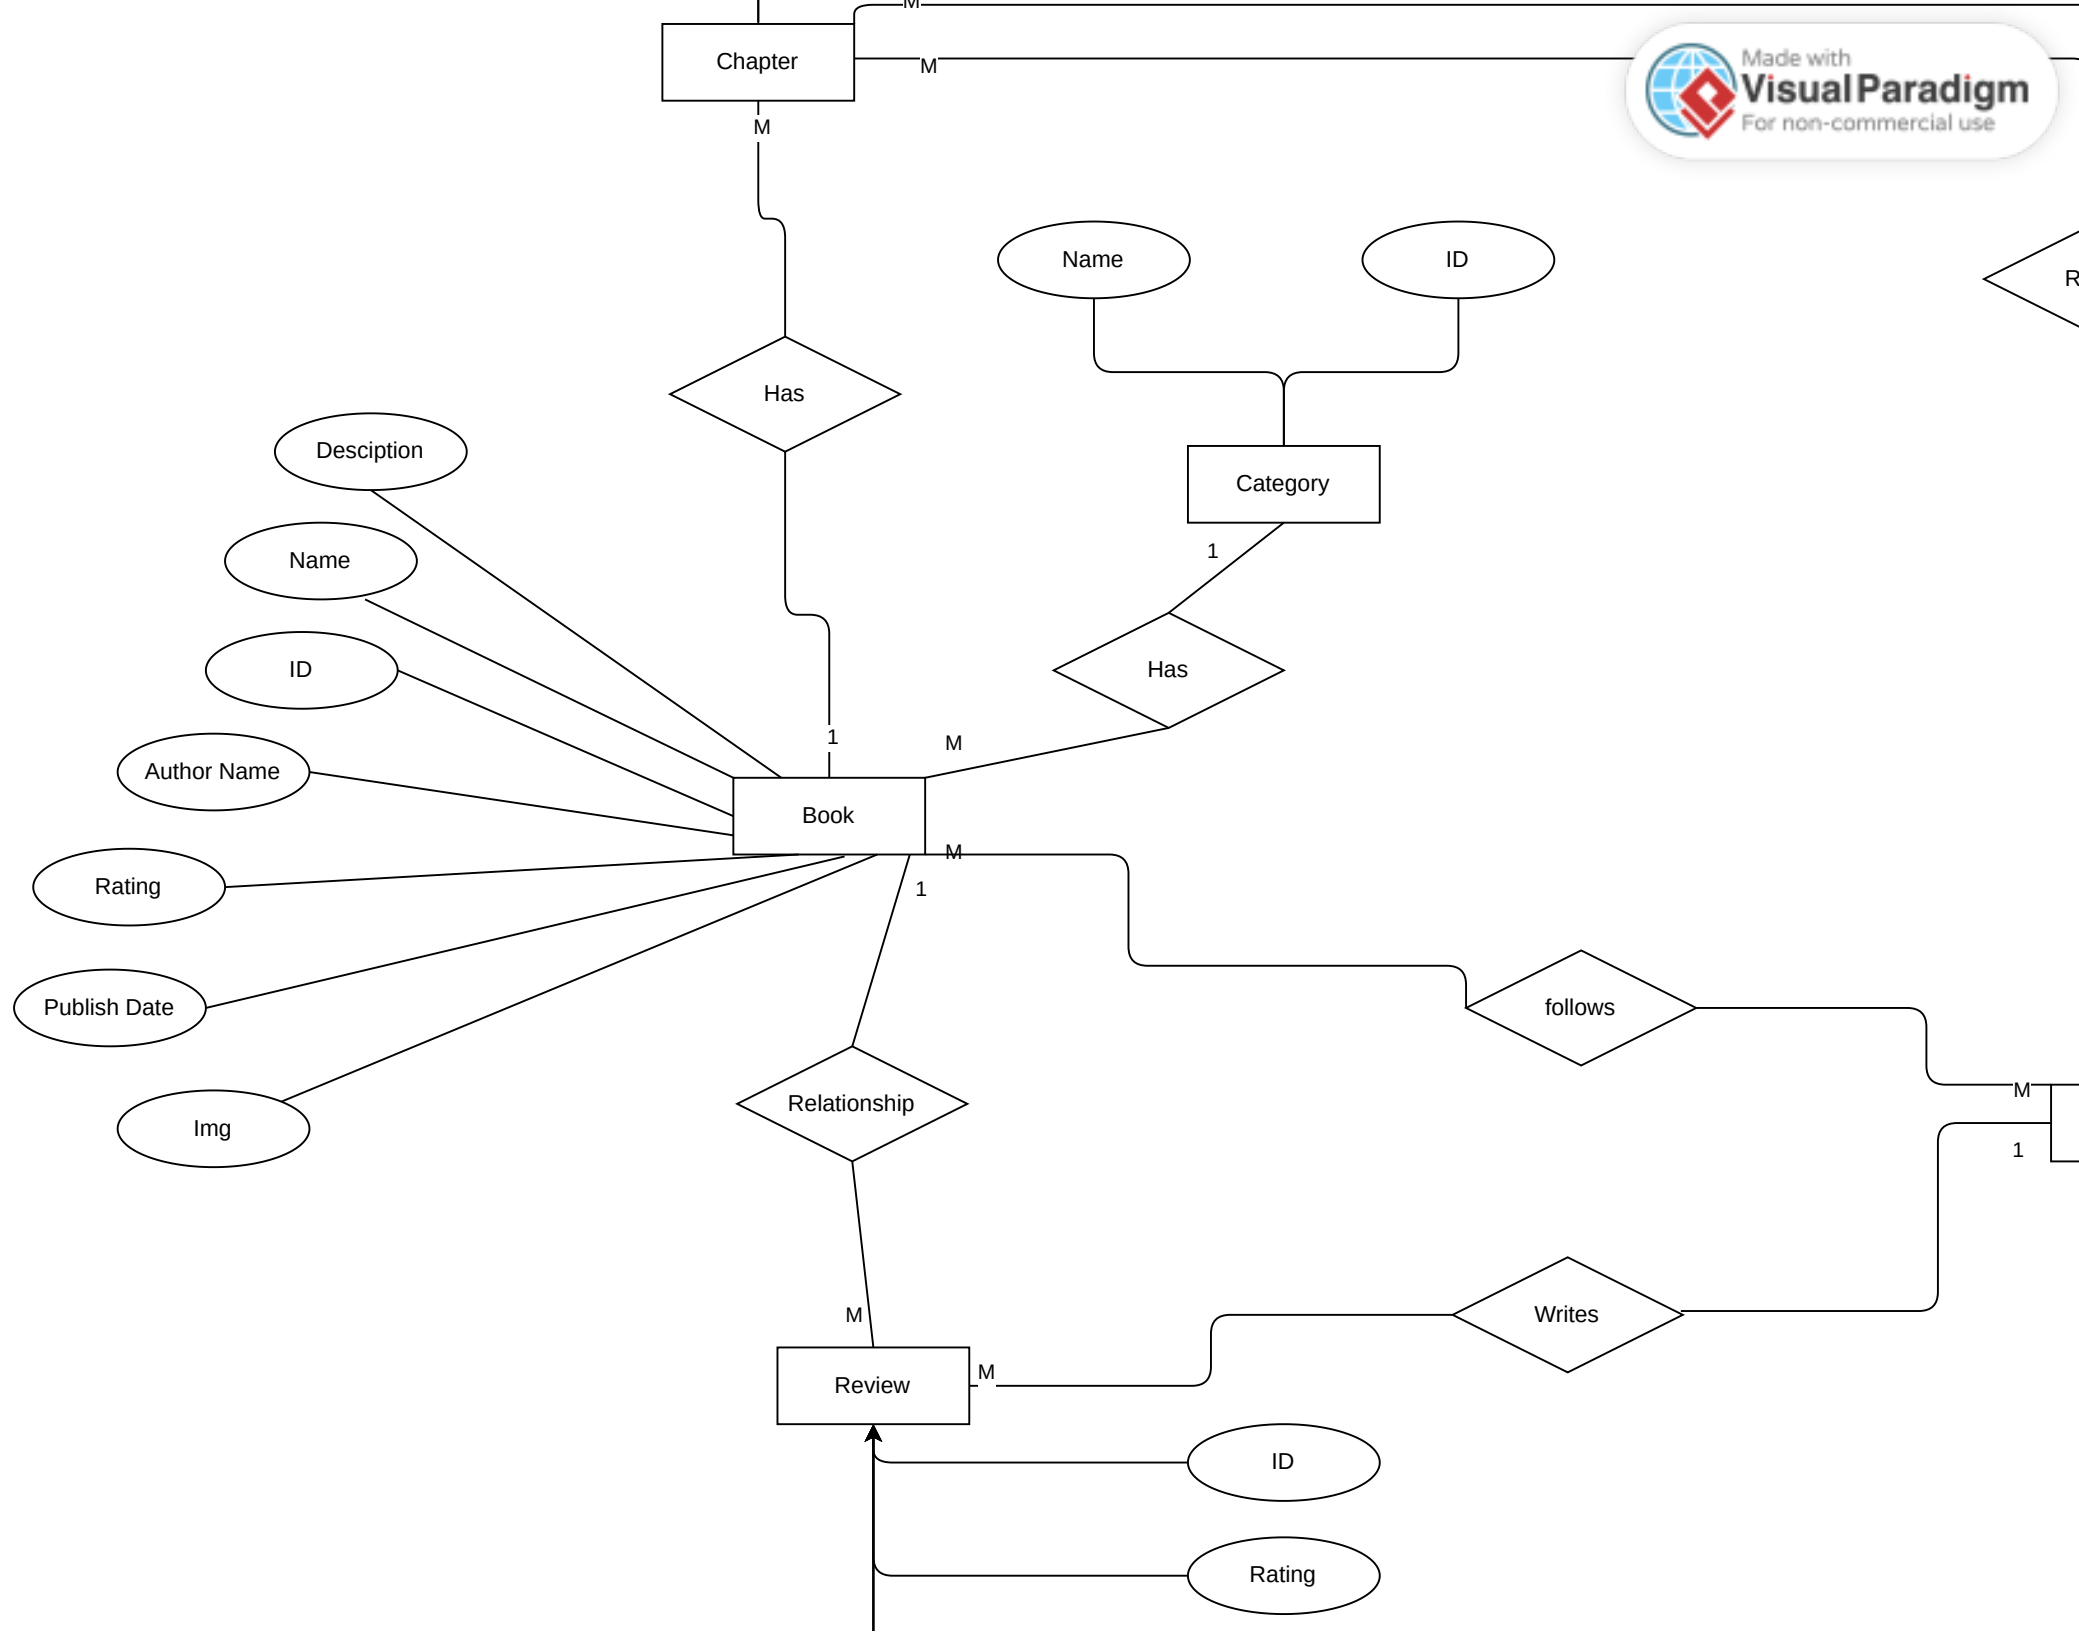 M
Chapter
M
Made with
Visual Paradigm
For non-commercial use
M
Name
ID
R
Has
Desciption
Category
1
Name
ID
Has
1
M
Author Name
Book
M
Rating
1
Publish Date
follows
M
Relationship
Img
1
M
Writes
M
Review
ID
Rating